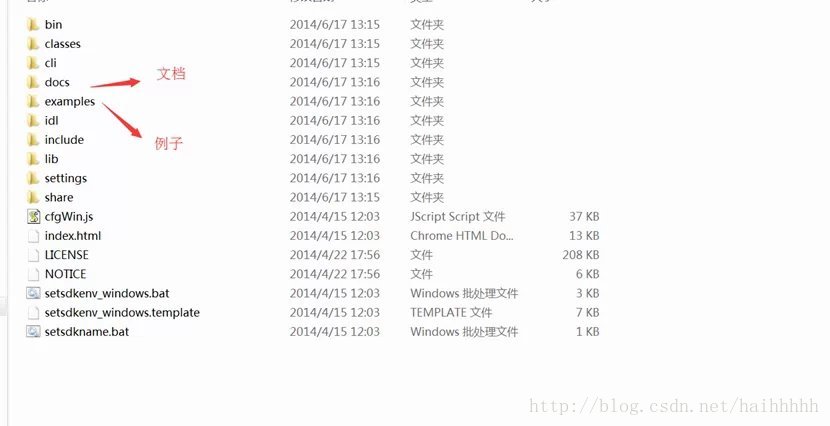 bin 2014/6/17 13:15 文件夹
classes 2014/6/17 13:15 文件夹
cli 2014/6/17 13:15 文件夹
docs 2014/6/17 13:16 文件夹
文档
examples 2014/6/17 13:16 文件夹
idl 2014/6/17 13:16 文件夹
include 2014/6/17 13:16 文件夹
例子
lib 2014/6/17 13:16 文件夹
settings 2014/6/17 13:16 文件夹
share 2014/6/17 13:15 文件夹
cfgWin.js 2014/4/15 12:03 JScript Script 文件 37 KB
index.html 2014/4/15 12:03 Chrome HTML Do... 13 KB
LICENSE 2014/4/22 17:56 文件 208 KB
NOTICE 2014/4/22 17:56 文件 6 KB
setsdkenv_windows.bat 2014/4/15 12:03 Windows 批处理文件 3 KB
setsdkenv_windows.template 2014/4/15 12:03 TEMPLATE 文件 7 KB
setsdkname.bat 2014/4/15 12:03 Windows 批处理文件 1 KB
http://blog.csdn.net/haihhhhh